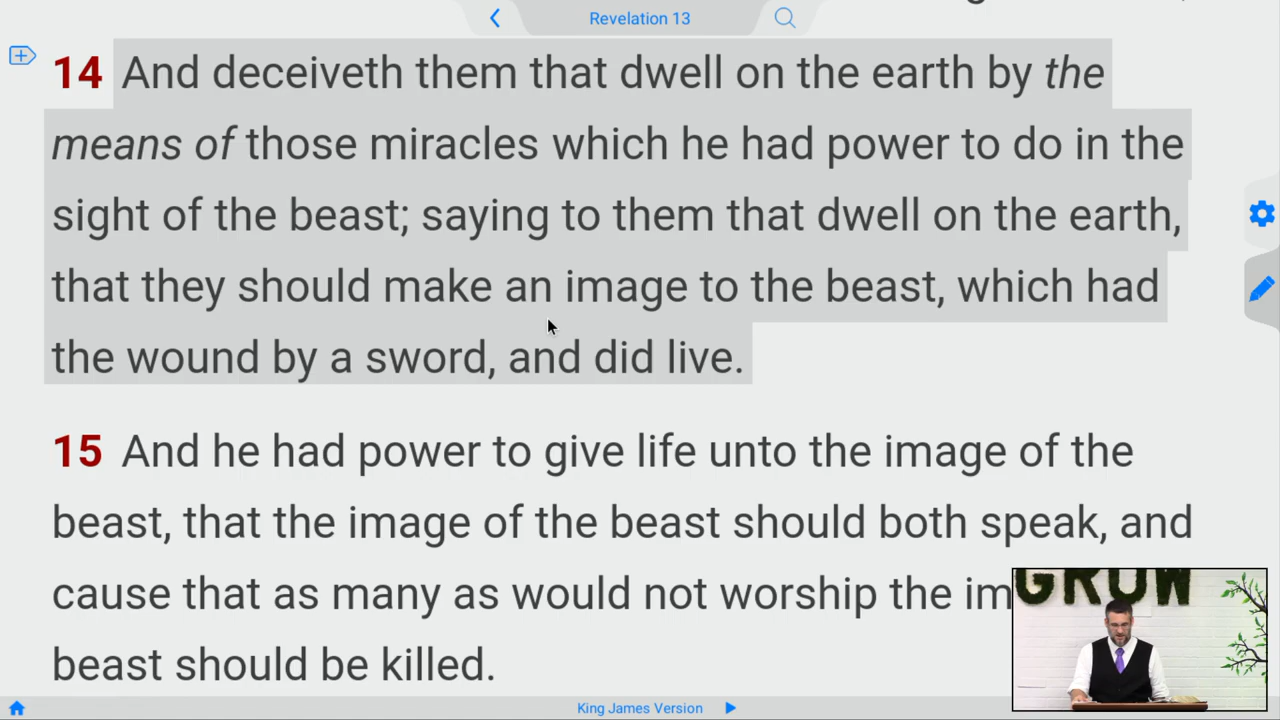 Revelation 13
14 And deceiveth them that dwell on the earth by the
means of those miracles which he had power to do in the
sight of the beast; saying to them that dwell on the earth,
that they should make an image to the beast, which had
the wound by a sword, and did live.
15 And he had power to give life unto the image of the
beast, that the image of the beast should both speak, and
cause that as many as would not worship the im
beast should be killed.
GROW
King James Version